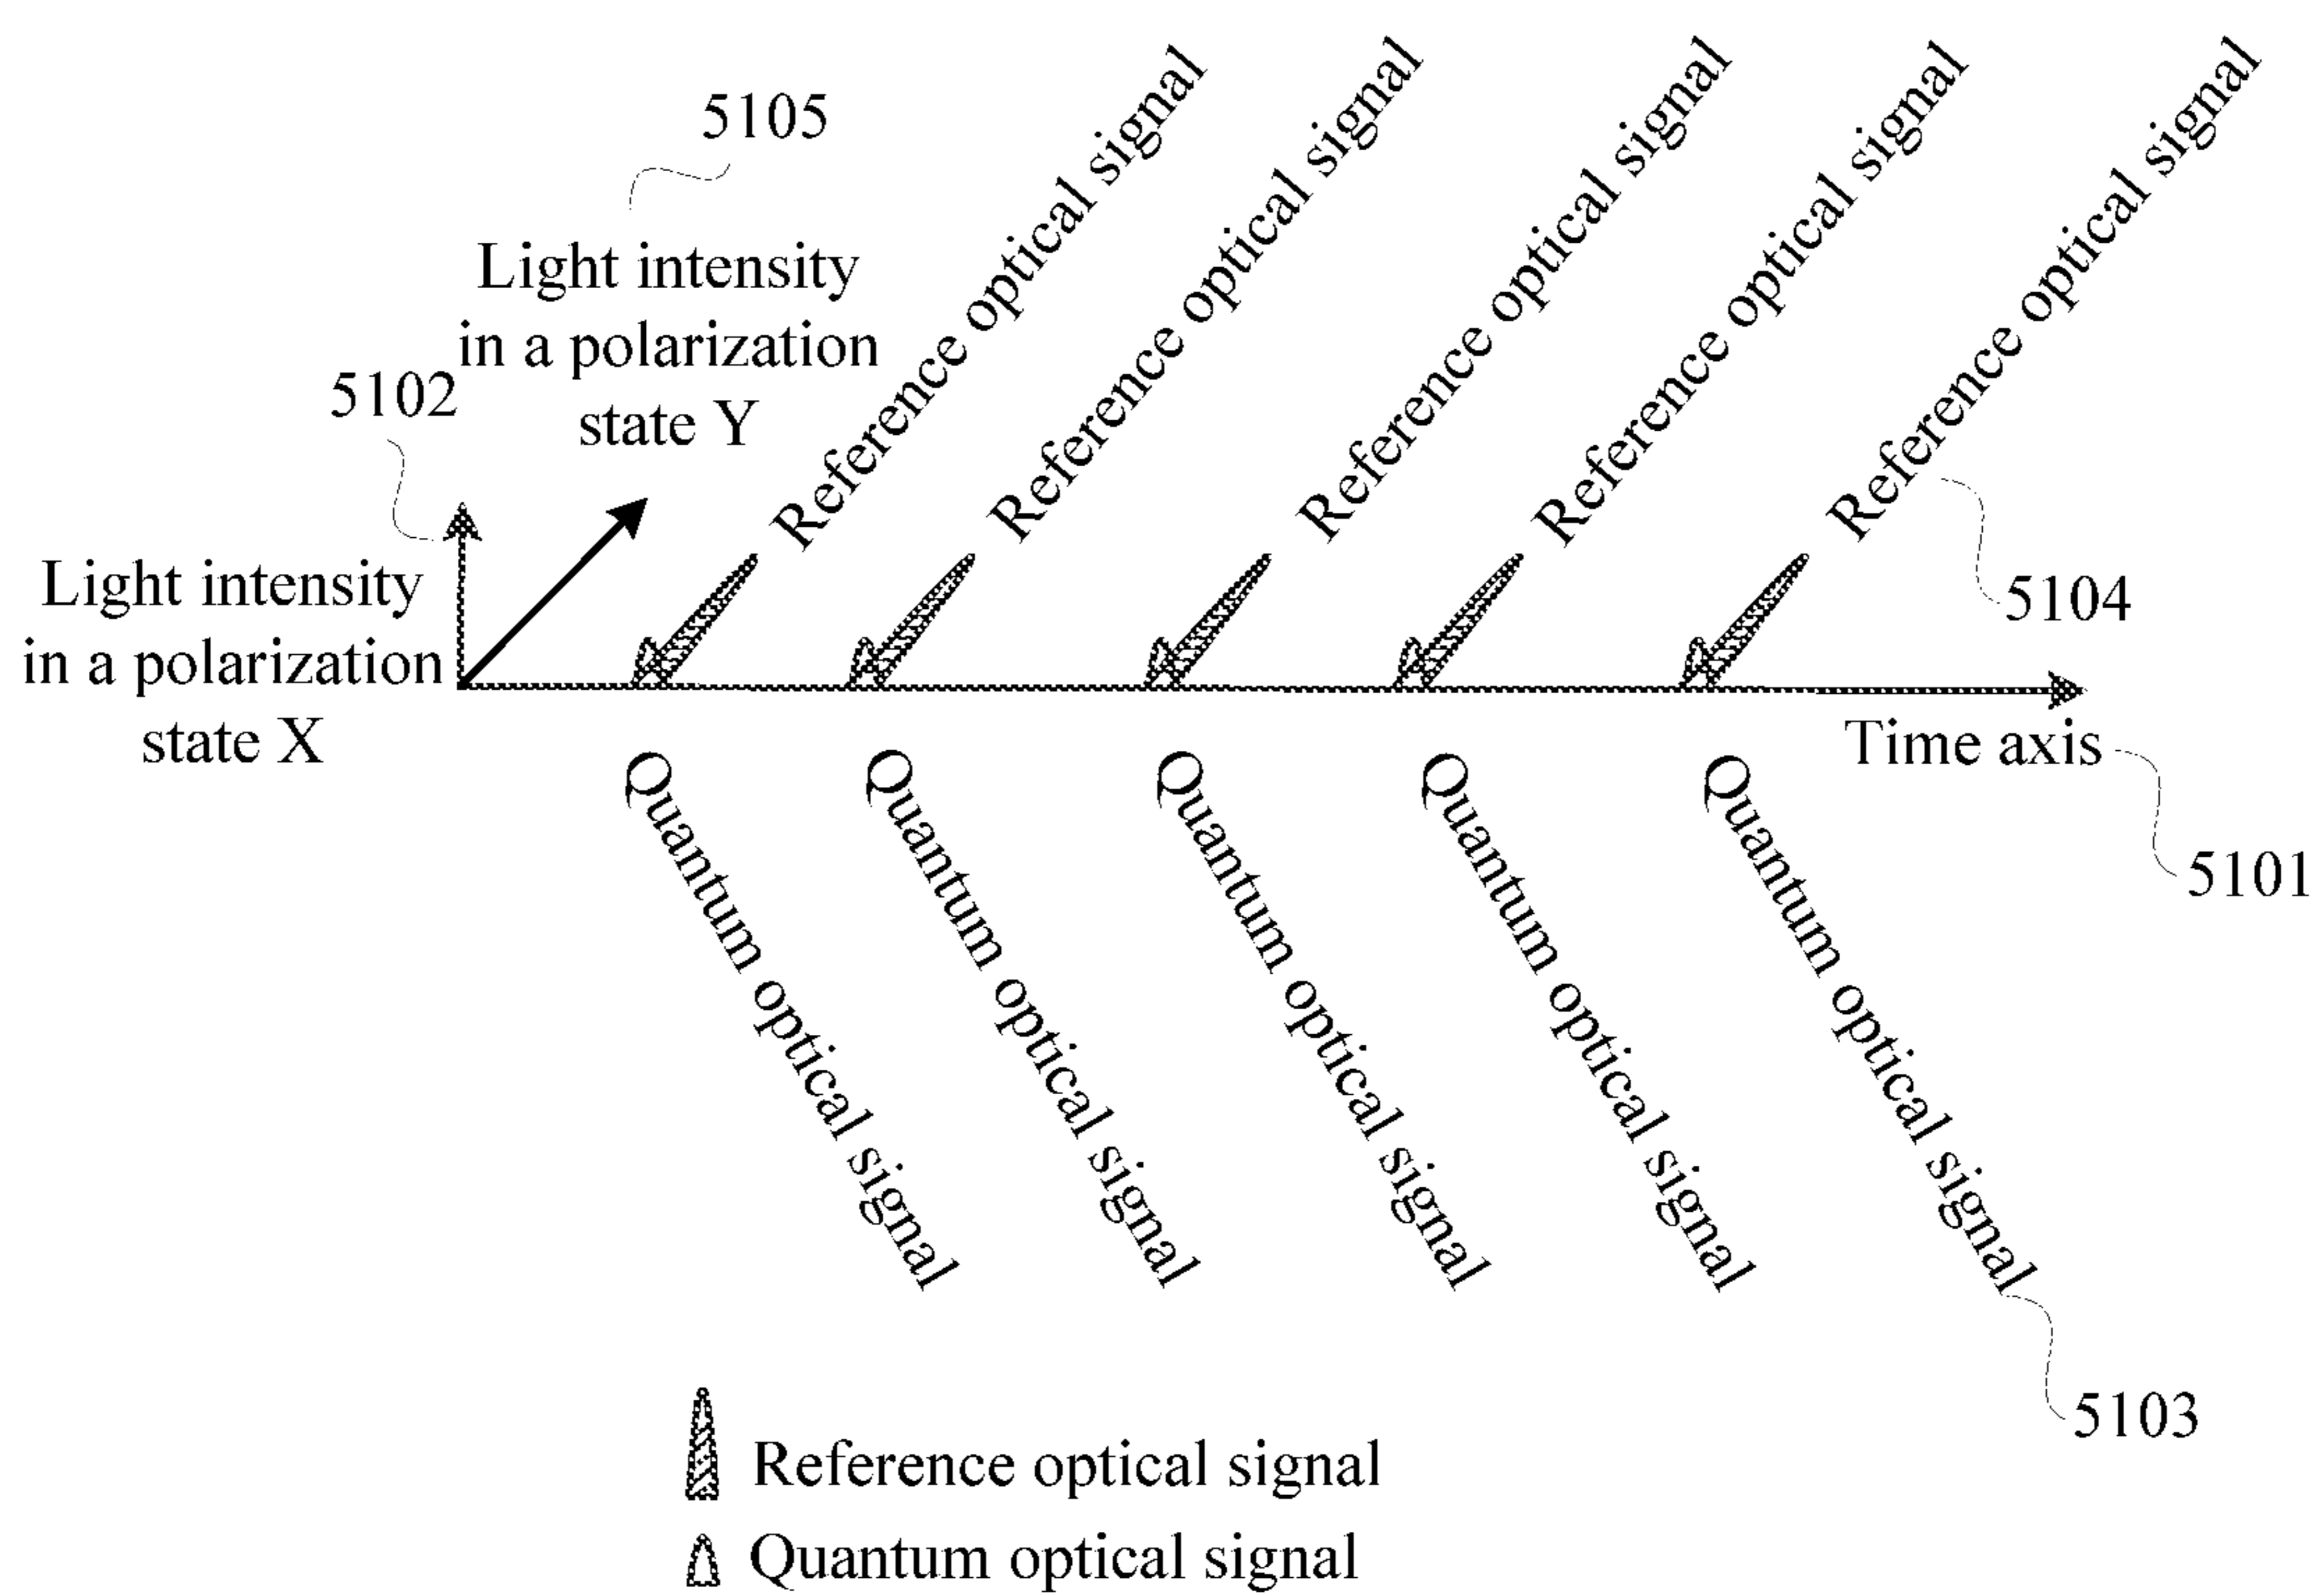 5105
Light intensity
in a polarization
state Y
5102
Light intensity
in a polarization
state X
Reference optical signal
Reference optical signal
Reference optical signal
Reference optical signal
Reference optical signal
5104
Time axis
5101
Quantum optical signal
Quantum optical signal
Quantum optical signal
Quantum optical signal
Quantum optical signal
5103
Reference optical signal
Quantum optical signal